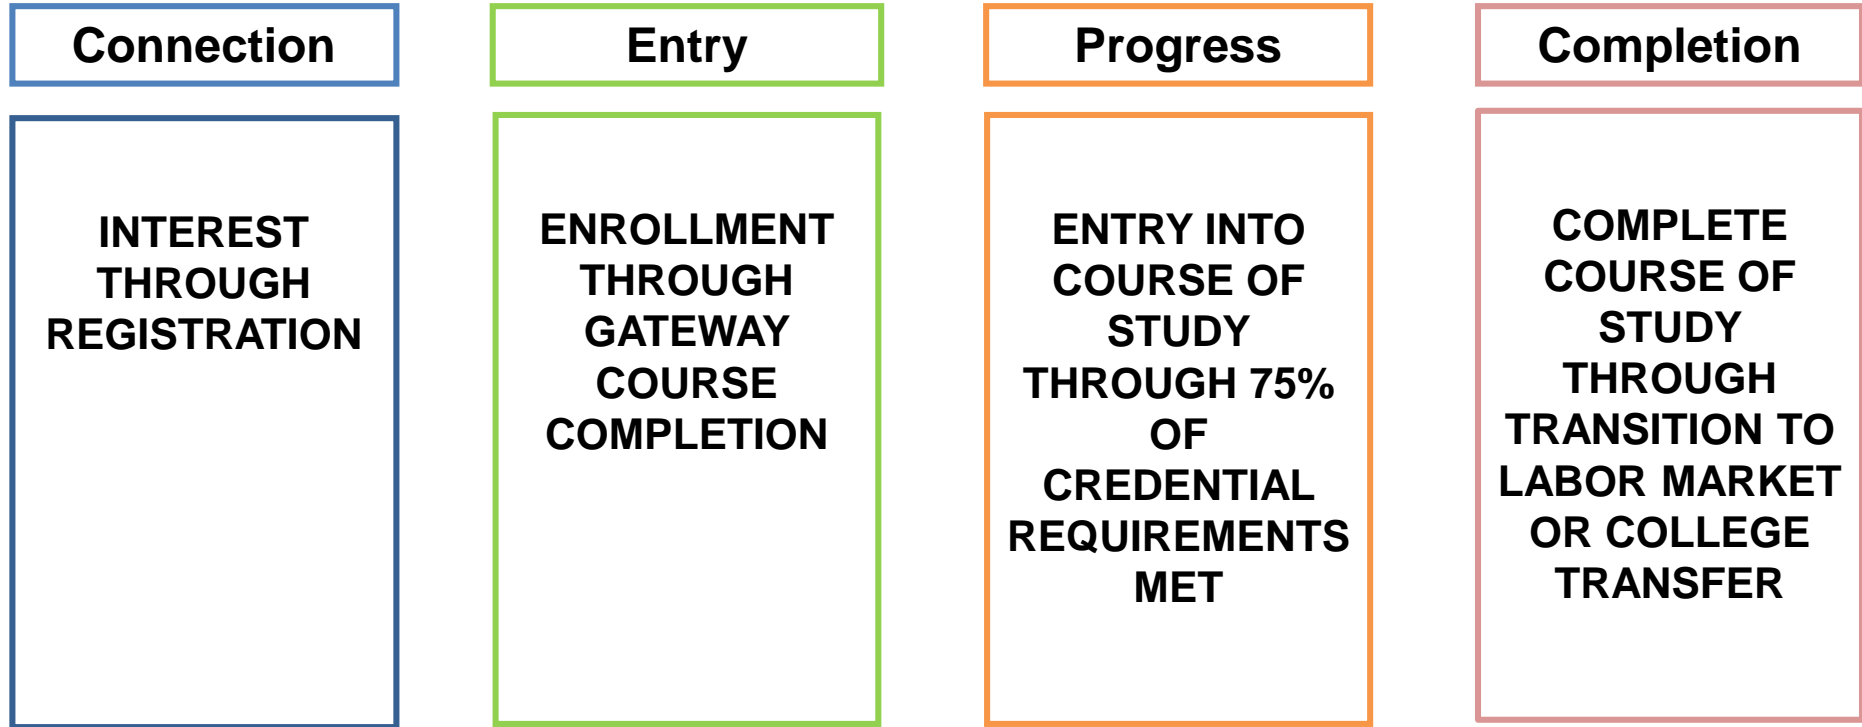 Connection
INTEREST
THROUGH
REGISTRATION
Entry
ENROLLMENT
THROUGH
GATEWAY
COURSE
COMPLETION
Progress
ENTRY INTO
COURSE OF
STUDY
THROUGH 75%
OF
CREDENTIAL
REQUIREMENTS
MET
Completion
COMPLETE
COURSE OF
STUDY
THROUGH
TRANSITION TO
LABOR MARKET
OR COLLEGE
TRANSFER